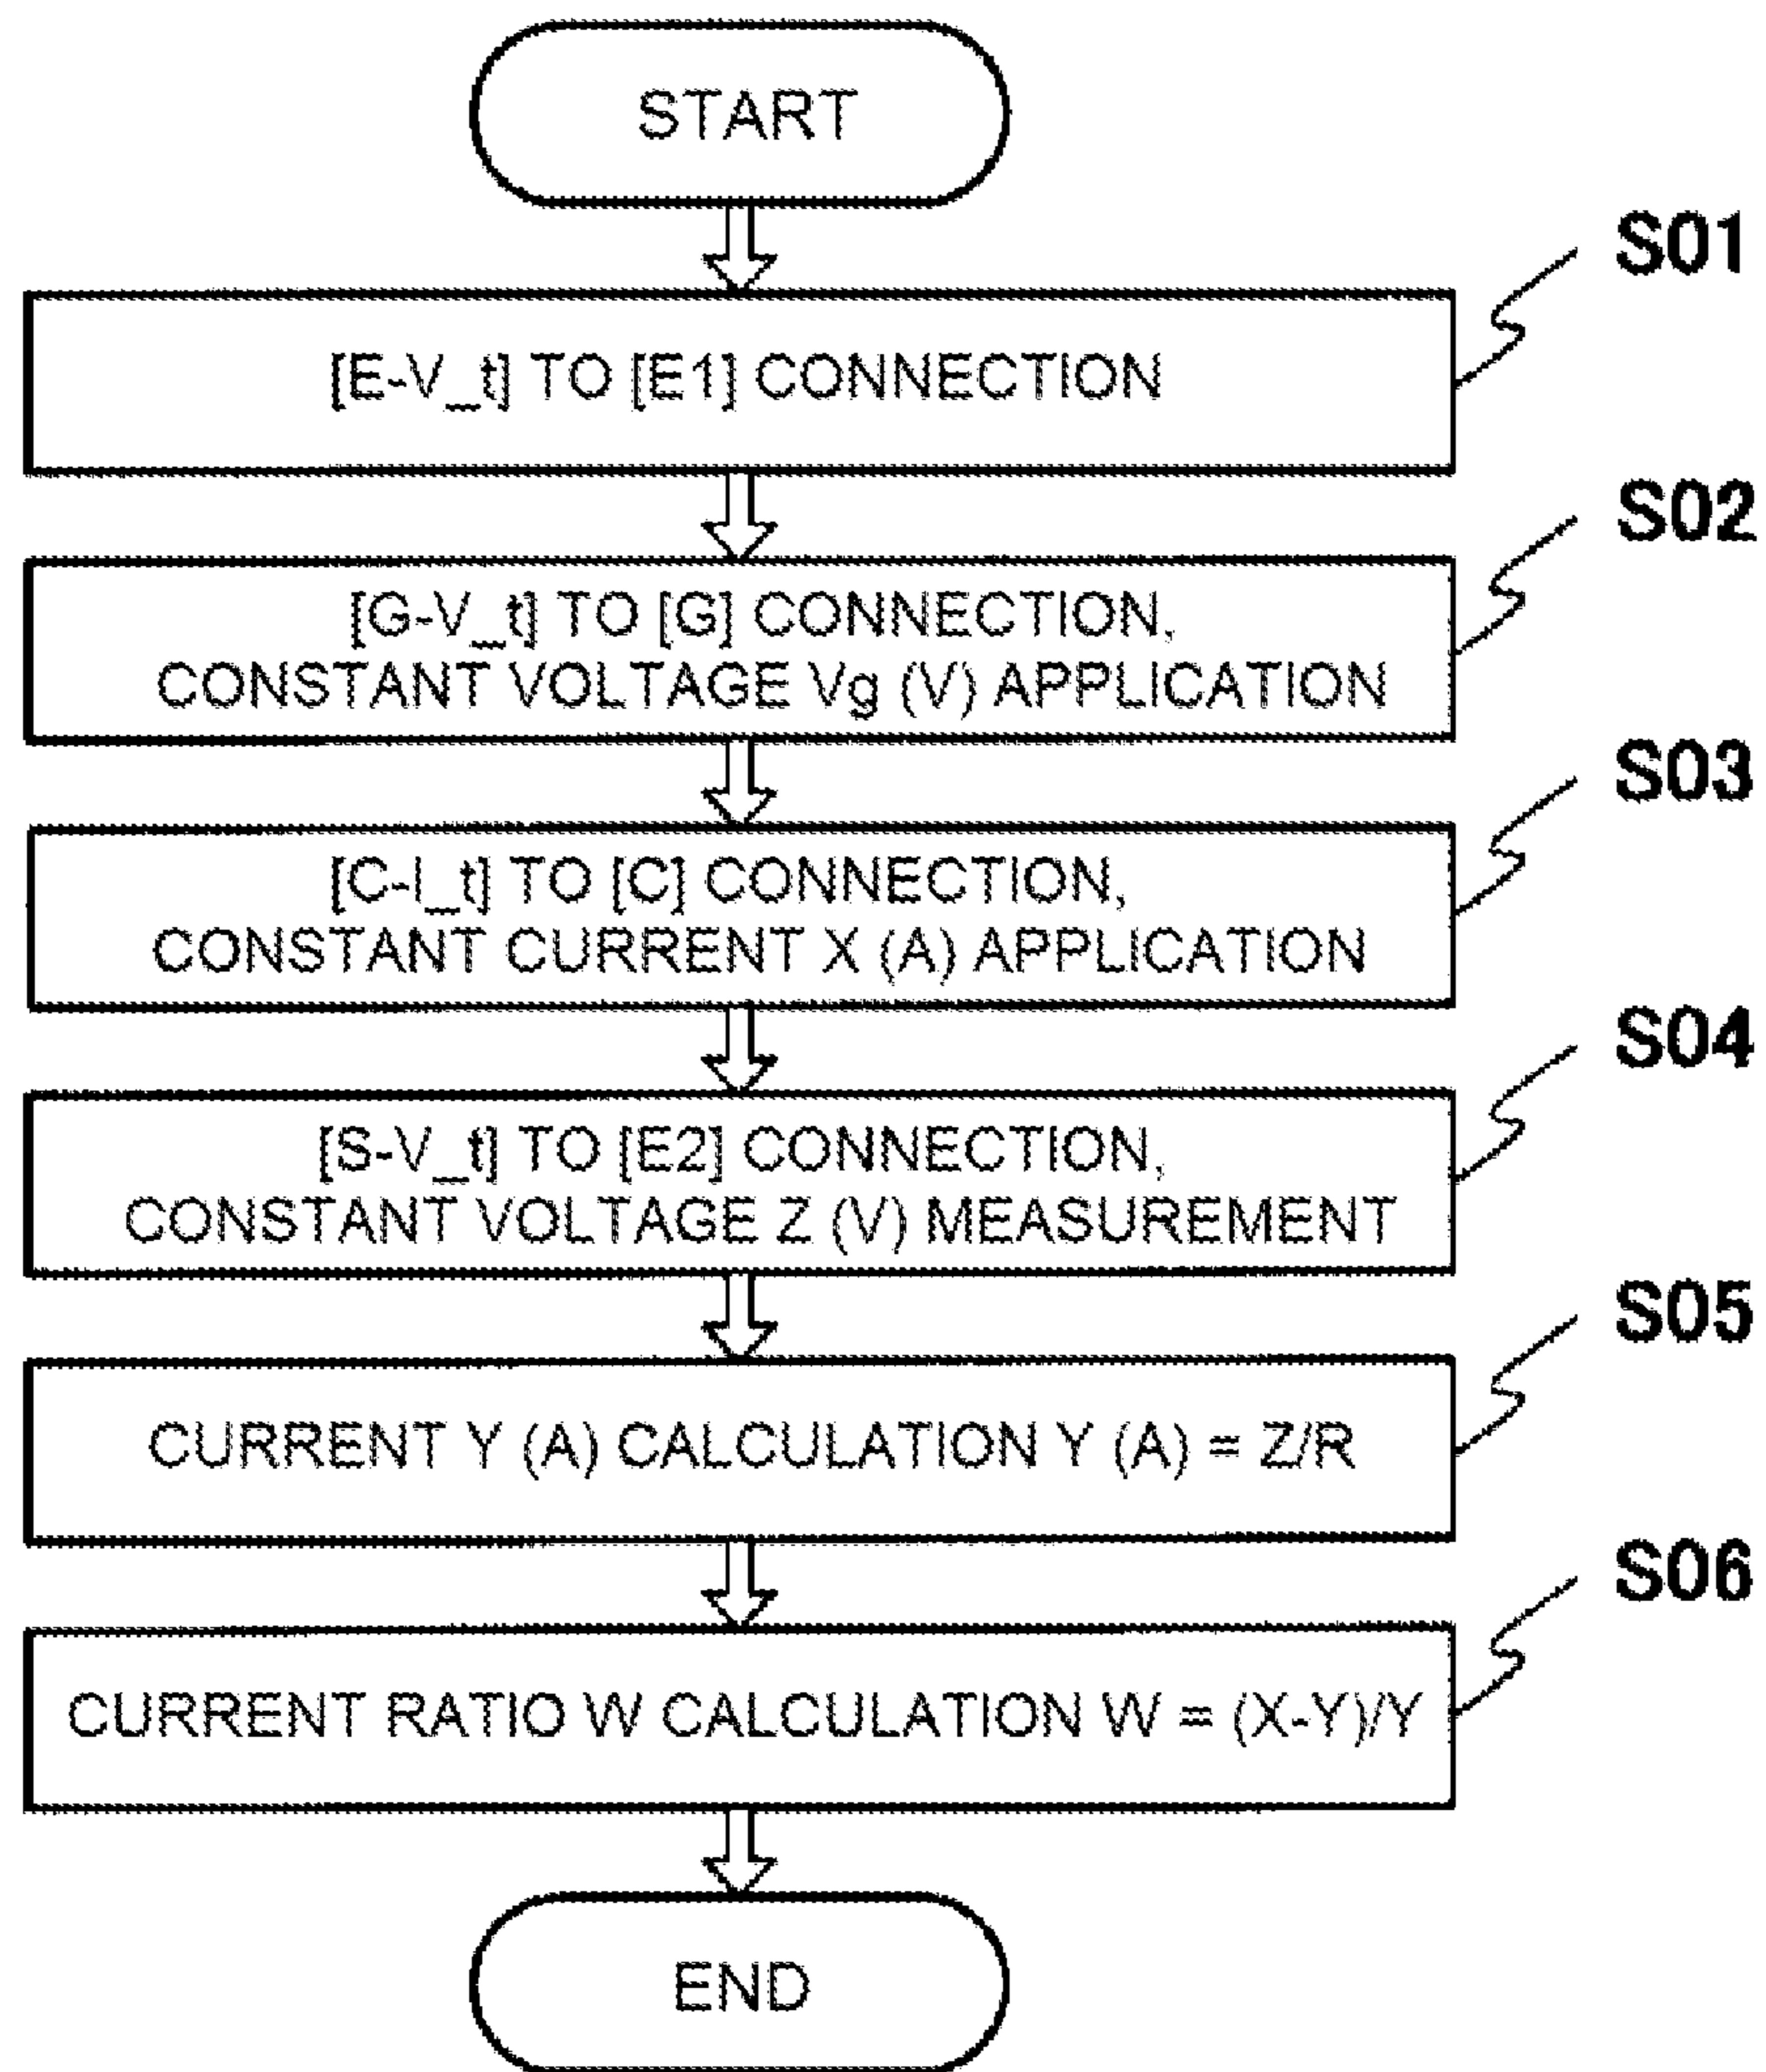 START
S01
[E-V_t] TO [E1] CONNECTION
S02
[G-V_t] TO [G] CONNECTION,
CONSTANT VOLTAGE Vg (V) APPLICATION
S03
[C-I_t] TO [C] CONNECTION,
CONSTANT CURRENT X (A) APPLICATION
S04
[S-V_t] TO [E2] CONNECTION,
CONSTANT VOLTAGE Z (V) MEASUREMENT
S05
CURRENT Y (A) CALCULATION Y (A) = Z/R
S06
CURRENT RATIO W CALCULATION W = (X-Y)/Y
END